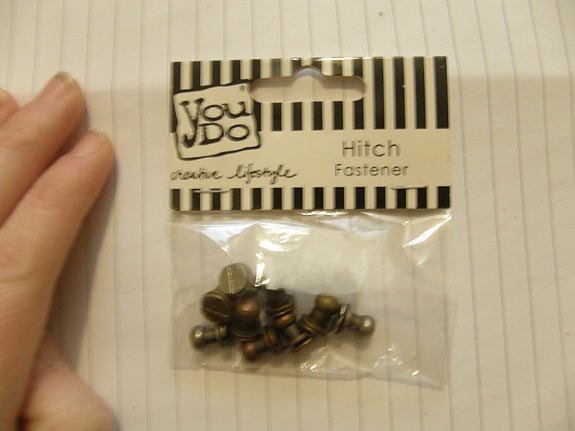 you
Do
creative lifestyle
Hitch
Fastener